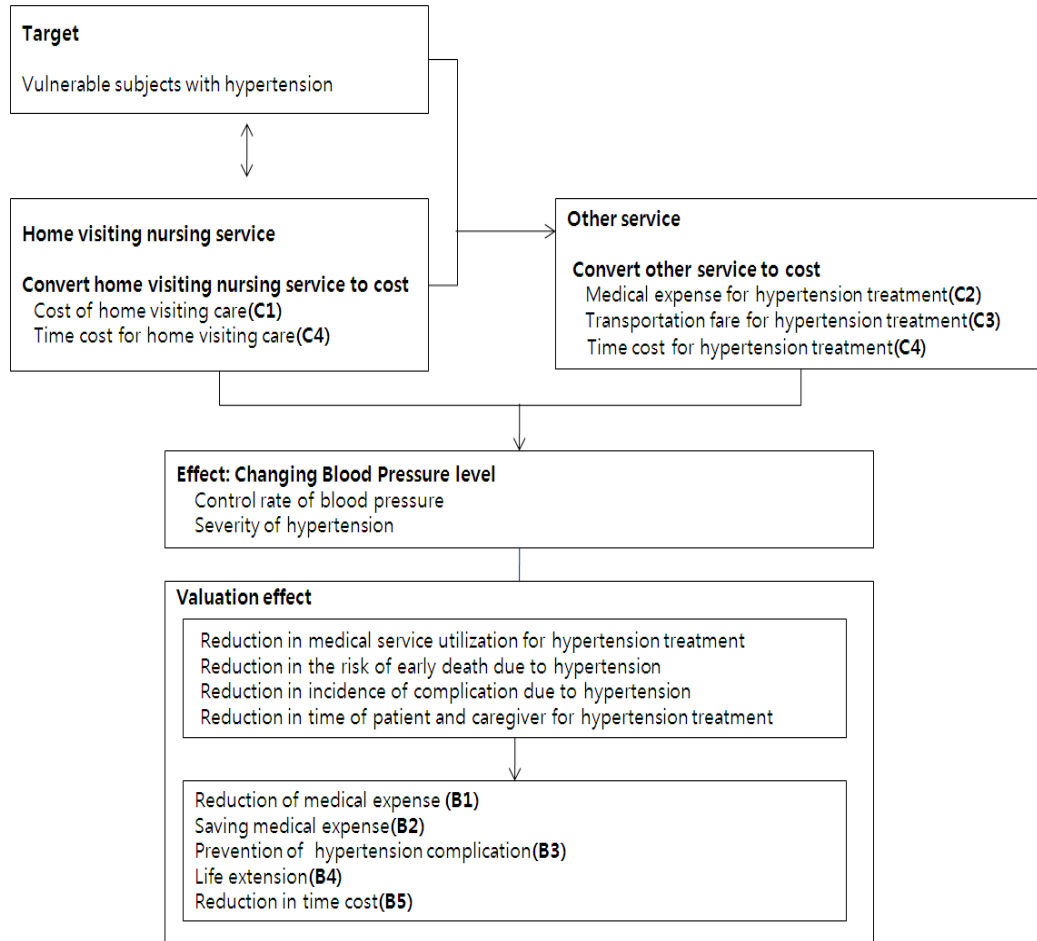 Target
Vulnerable subjects with hypertension
Home visiting nursing service
Convert home visiting nursing service to cost
Cost of home visiting care(C1)
Time cost for home visiting care(C4)
Other service
Convert other service to cost
Medical expense for hypertension treatment(C2)
Transportation fare for hypertension treatment(C3)
Time cost for hypertension treatment(C4)
Effect: Changing Blood Pressure level
Control rate of blood pressure
Severity of hypertension
Valuation effect
Reduction in medical service utilization for hypertension treatment
Reduction in the risk of early death due to hypertension
Reduction in incidence of complication due to hypertension
Reduction in time of patient and caregiver for hypertension treatment
Reduction of medical expense (B1)
Saving medical expense(B2)
Prevention of hypertension complication(B3)
Life extension(B4)
Reduction in time cost(B5)